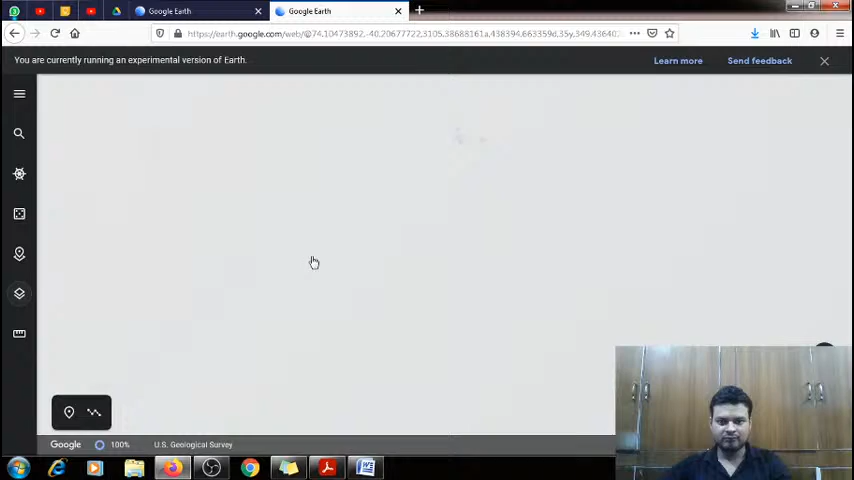 Google Earth
Google Earth
https://earth.google.com/web/@74.10473892,-40.20677722,3105.38688161a,438394.663359d,35y,349.436402
You are currently running an experimental version of Earth.
Learn more
Send feedback
Google
100%
U.S. Geological Survey